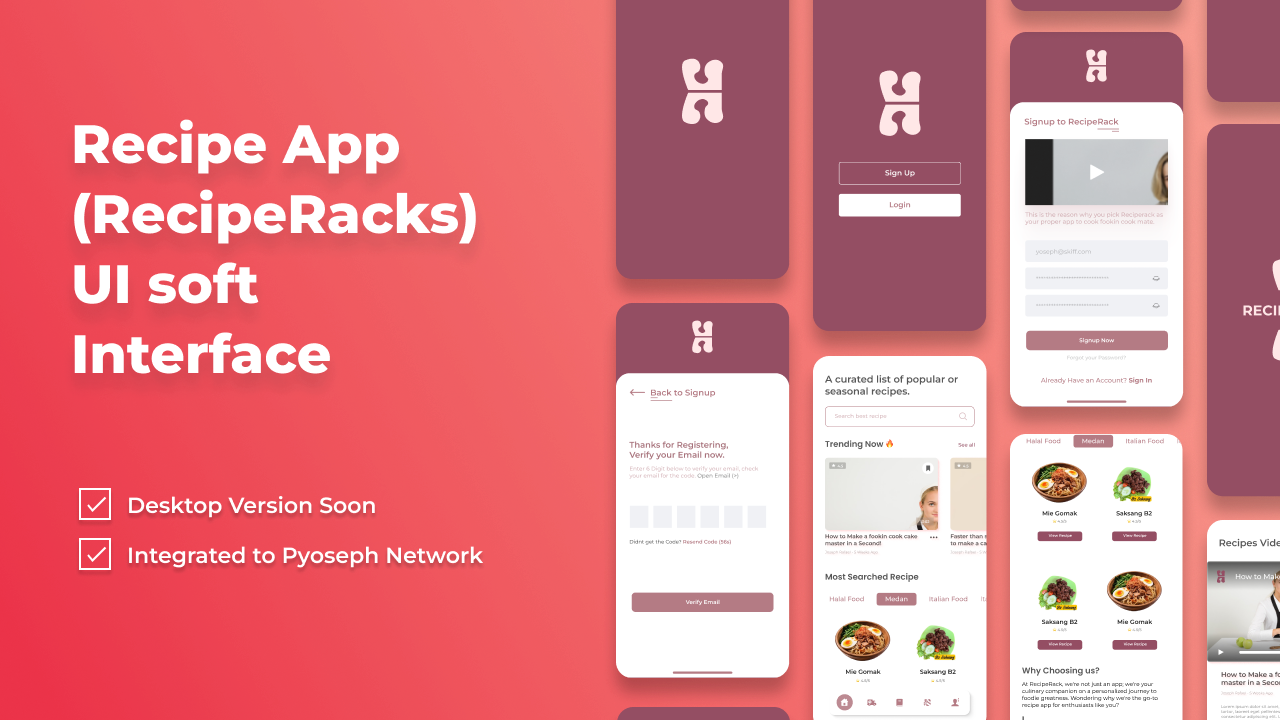 Recipe App
(RecipeRacks)
UI soft
Interface
Desktop Version Soon
Integrated to Pyoseph Network
Back to Signup
Thanks for Registering,
Verify your Email now.
Enter 6 Digit below to verify your email, check
your email for the code. Open Email (+)
Didnt get the Code? Resend Code (56s)
Verify Email
Sign Up
Login
A curated list of popular or
seasonal recipes.
Search best recipe
Trending Now 🔥
See all
How to Make a fookin cook cake
master in a Second!
Faster than
to make a ca
Most Searched Recipe
Halal Food
Medan
Italian Food
Mie Gomak
Saksang B2
Signup to RecipeRack
This is the reason why you pick Reciperack as
your proper app to cook fookin cook mate.
yoseph@skiff.com
Signup Now
Forgot your Password?
Already Have an Account? Sign In
Halal Food
Medan
Italian Food
Mie Gomak
Saksang B2
View Recipe
View Recipe
Saksang B2
Mie Gomak
View Recipe
View Recipe
Why Choosing us?
At RecipeRack, we're not just an app; we're your
culinary companion on a personalized journey to
foodie greatness. Wondering why we're the go-to
recipe app for enthusiasts like you?
RECI
Recipes Vide
How to Mak
How to Make a fo
master in a Seco